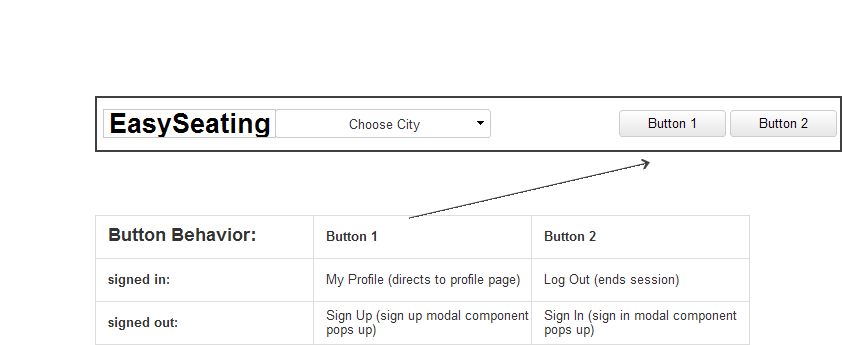 EasySeating
Choose City
Button 1
Button 2
Button Behavior:
Button 1
Button 2
signed in:
My Profile (directs to profile page)
Log Out (ends session)
signed out:
Sign Up (sign up modal component
pops up)
Sign In (sign in modal component
pops up)